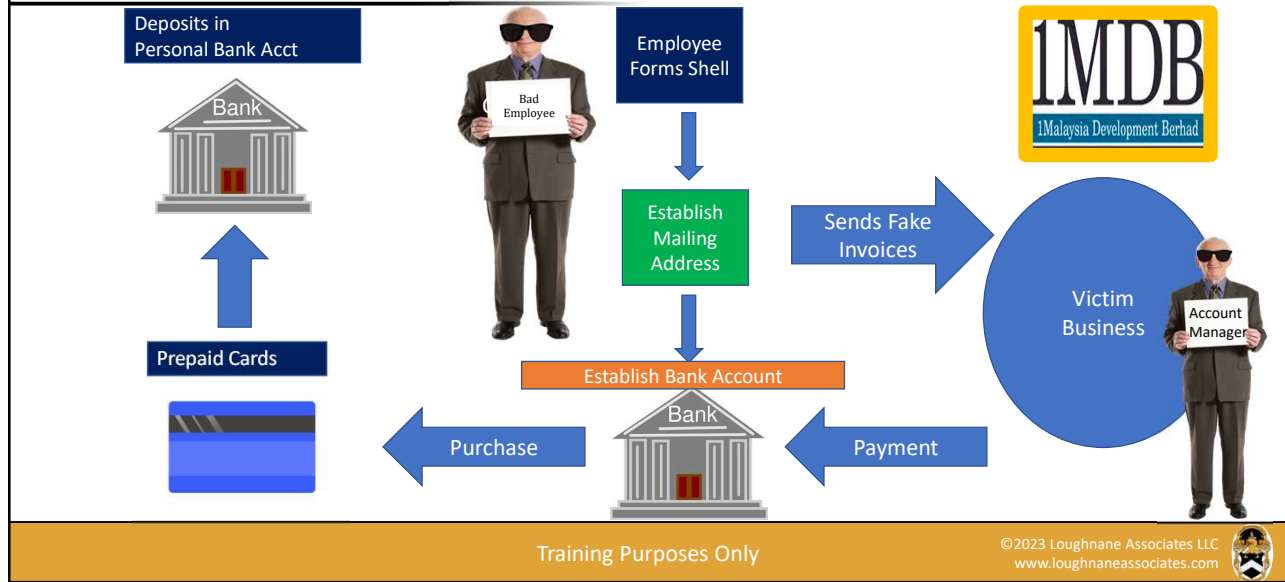 Deposits in
Personal Bank Acct
Bank
Bad
Employee
Employee
Forms Shell
1MDB
1Malaysia Development Berhad
Establish
Mailing
Address
Sends Fake
Invoices
Victim
Business
Account
Manager
Prepaid Cards
Establish Bank Account
Bank
Purchase
Payment
Training Purposes Only
©2023 Loughnane Associates LLC
www.loughnaneassociates.com